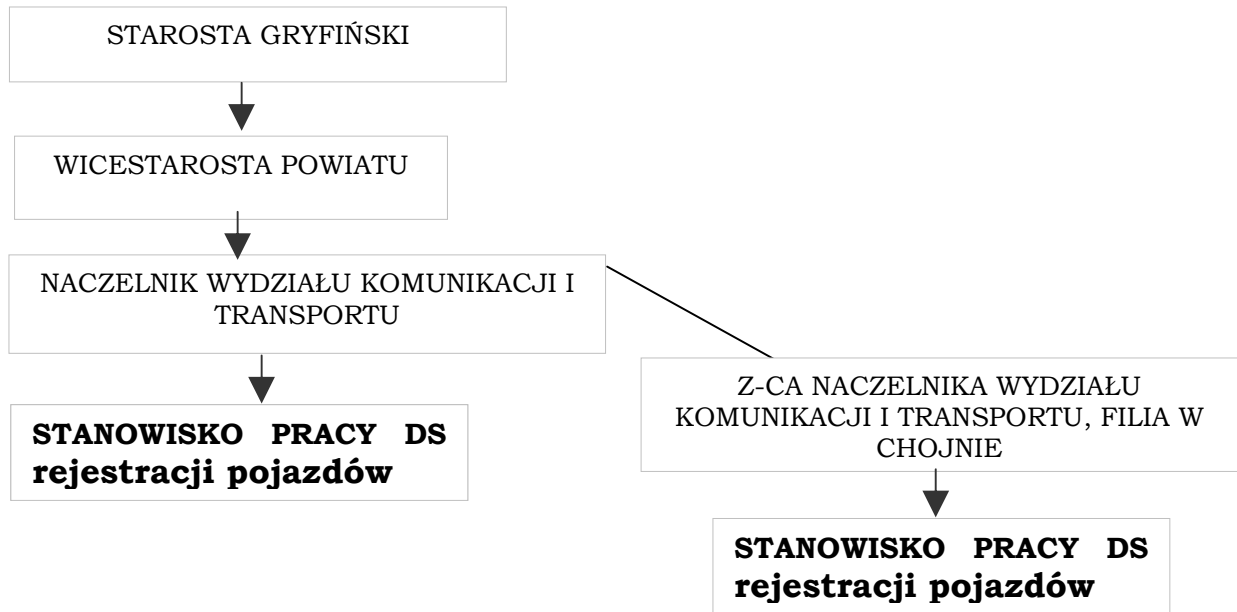 STAROSTA GRYFIŃSKI
WICESTAROSTA POWIATU
NACZELNIK WYDZIAŁU KOMUNIKACJI I
TRANSPORTU
STANOWISKO PRACY DS
rejestracji pojazdów
Z-CA NACZELNIKA WYDZIAŁU
KOMUNIKACJI I TRANSPORTU, FILIA W
CHOJNIE
STANOWISKO PRACY DS
rejestracji pojazdów